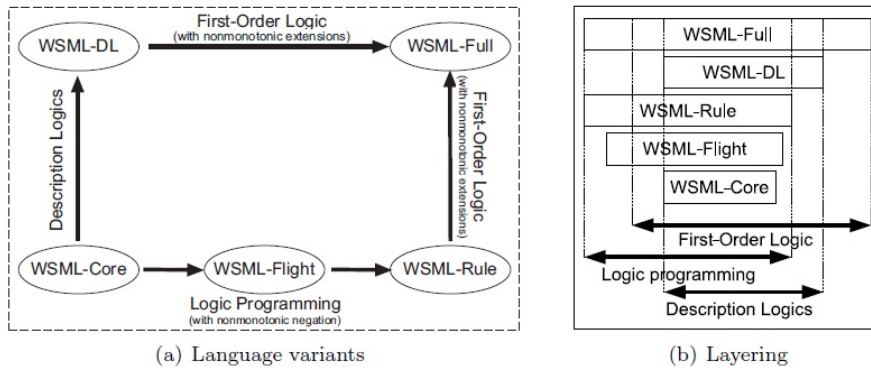 First-Order Logic
(with nonmonotonic extensions)
WSML-DL
WSML-Full
Description Logics
First-Order Logic
(with nonmonotonic extensions)
WSML-Core
WSML-Flight
WSML-Rule
Logic Programming
(with nonmonotonic negation)
(a) Language variants
WSML-Full
WSML-DL
WSML-Rule
WSML-Flight
WSML-Core
First-Order Logic
Logic programming
Description Logics
(b) Layering